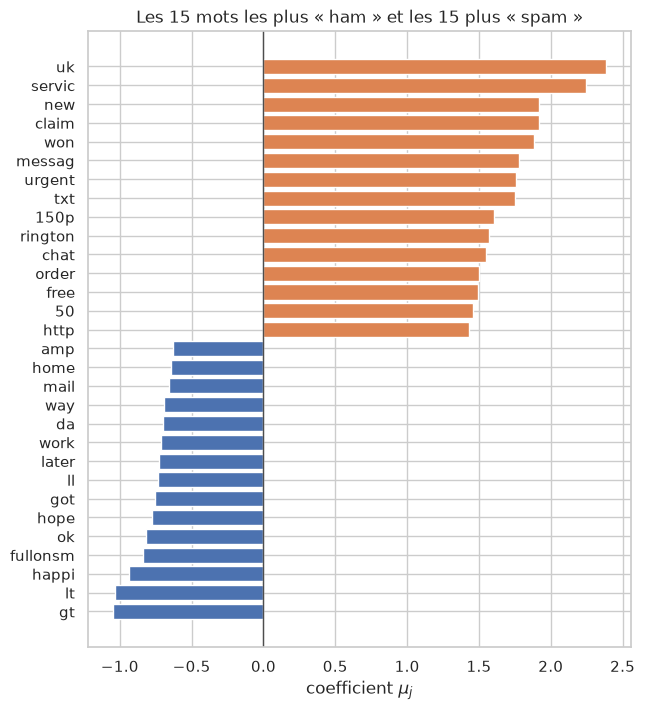 Les 15 mots les plus « ham » et les 15 plus « spam »
uk
servic
new
claim
won
messag
urgent
txt
150p
rington
chat
order
free
50
http
amp
home
mail
way
da
work
later
ll
got
hope
ok
fullonsm
happi
lt
gt
−1.0 −0.5 0.0 0.5 1.0 1.5 2.0 2.5
coefficient μj